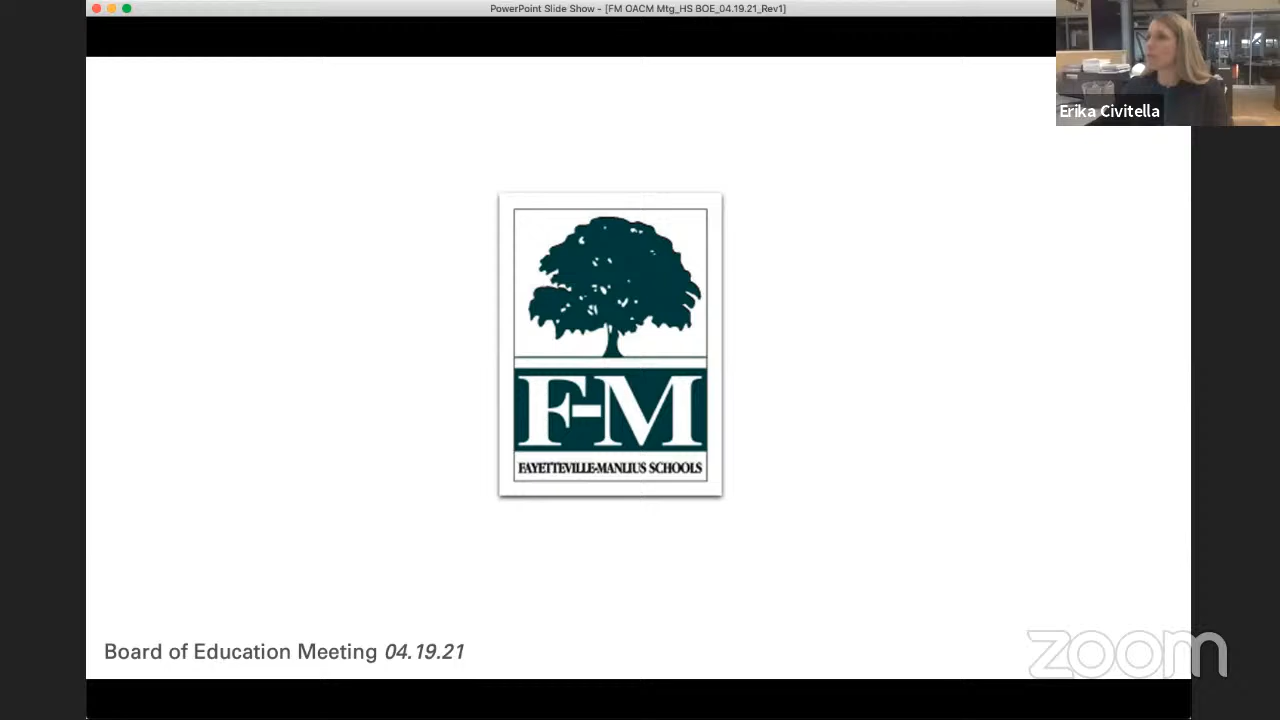 PowerPoint Slide Show - [FM OACM Mtg_HS BOE_04.19.21_Rev1]
Erika Civitella
F-M
FAYETTEVILLE-MANLIUS SCHOOLS
Board of Education Meeting 04.19.21
zoom